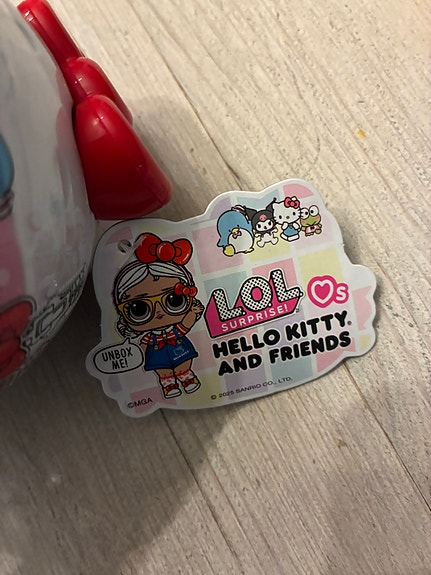 L.O.L.
SURPRISE!
S
HELLO KITTY®
AND FRIENDS
UNBOX
ME!
©MGA
© 2025 SANRIO CO., LTD.